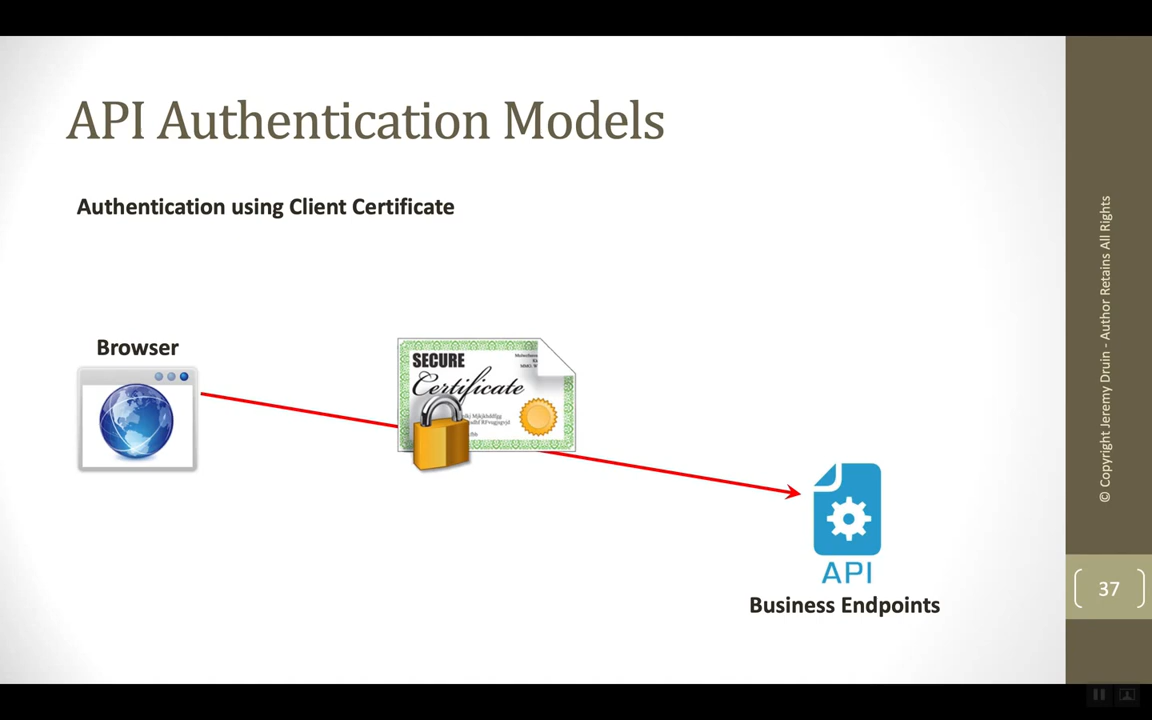 API Authentication Models
Authentication using Client Certificate
Browser
SECURE
Certificate
API
Business Endpoints
© Copyright Jeremy Druin - Author Retains All Rights
37